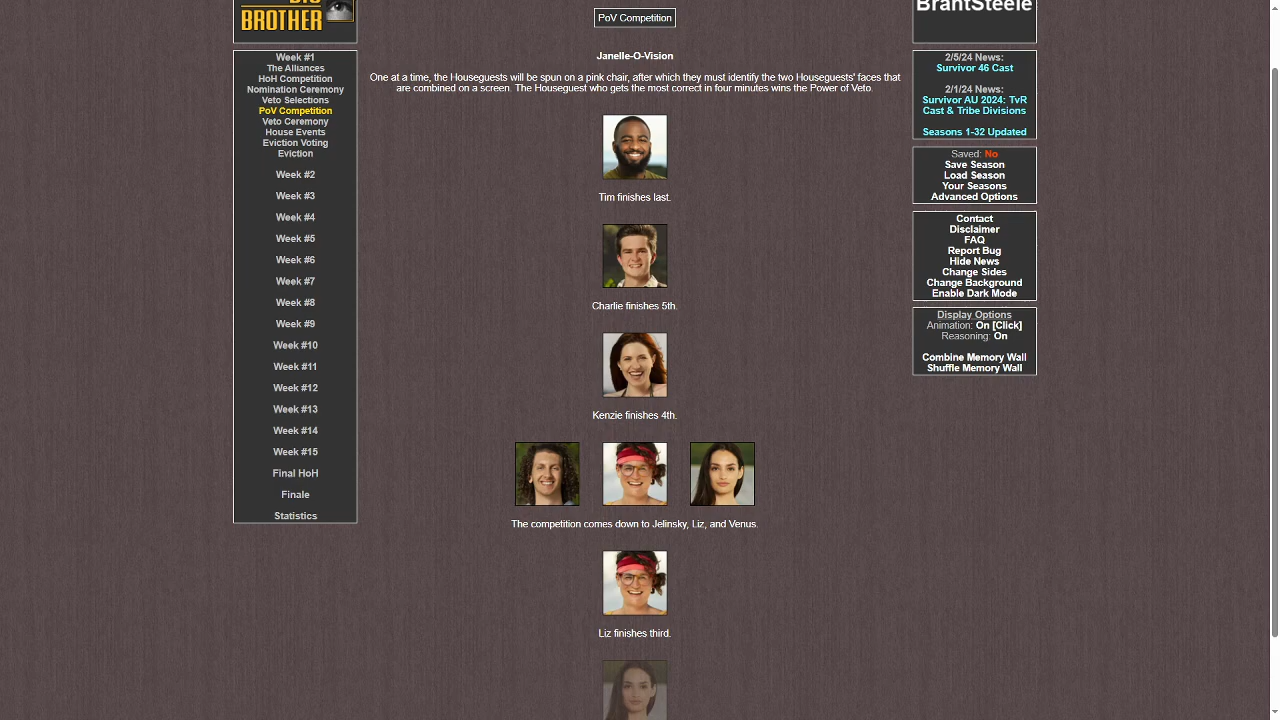 BIG
BROTHER
Week #1
The Alliances
HoH Competition
Nomination Ceremony
Veto Selections
PoV Competition
Veto Ceremony
House Events
Eviction Voting
Eviction
Week #2
Week #3
Week #4
Week #5
Week #6
Week #7
Week #8
Week #9
Week #10
Week #11
Week #12
Week #13
Week #14
Week #15
Final HoH
Finale
Statistics
PoV Competition
Janelle-O-Vision
One at a time, the Houseguests will be spun on a pink chair, after which they must identify the two Houseguests' faces that
are combined on a screen. The Houseguest who gets the most correct in four minutes wins the Power of Veto.
Tim finishes last.
Charlie finishes 5th.
Kenzie finishes 4th.
The competition comes down to Jelinsky, Liz, and Venus.
Liz finishes third.
BrantSteele
2/5/24 News:
Survivor 46 Cast
2/1/24 News:
Survivor AU 2024: TvR
Cast & Tribe Divisions
Seasons 1-32 Updated
Saved: No
Save Season
Load Season
Your Seasons
Advanced Options
Contact
Disclaimer
FAQ
Report Bug
Hide News
Change Sides
Change Background
Enable Dark Mode
Display Options
Animation: On [Click]
Reasoning: On
Combine Memory Wall
Shuffle Memory Wall